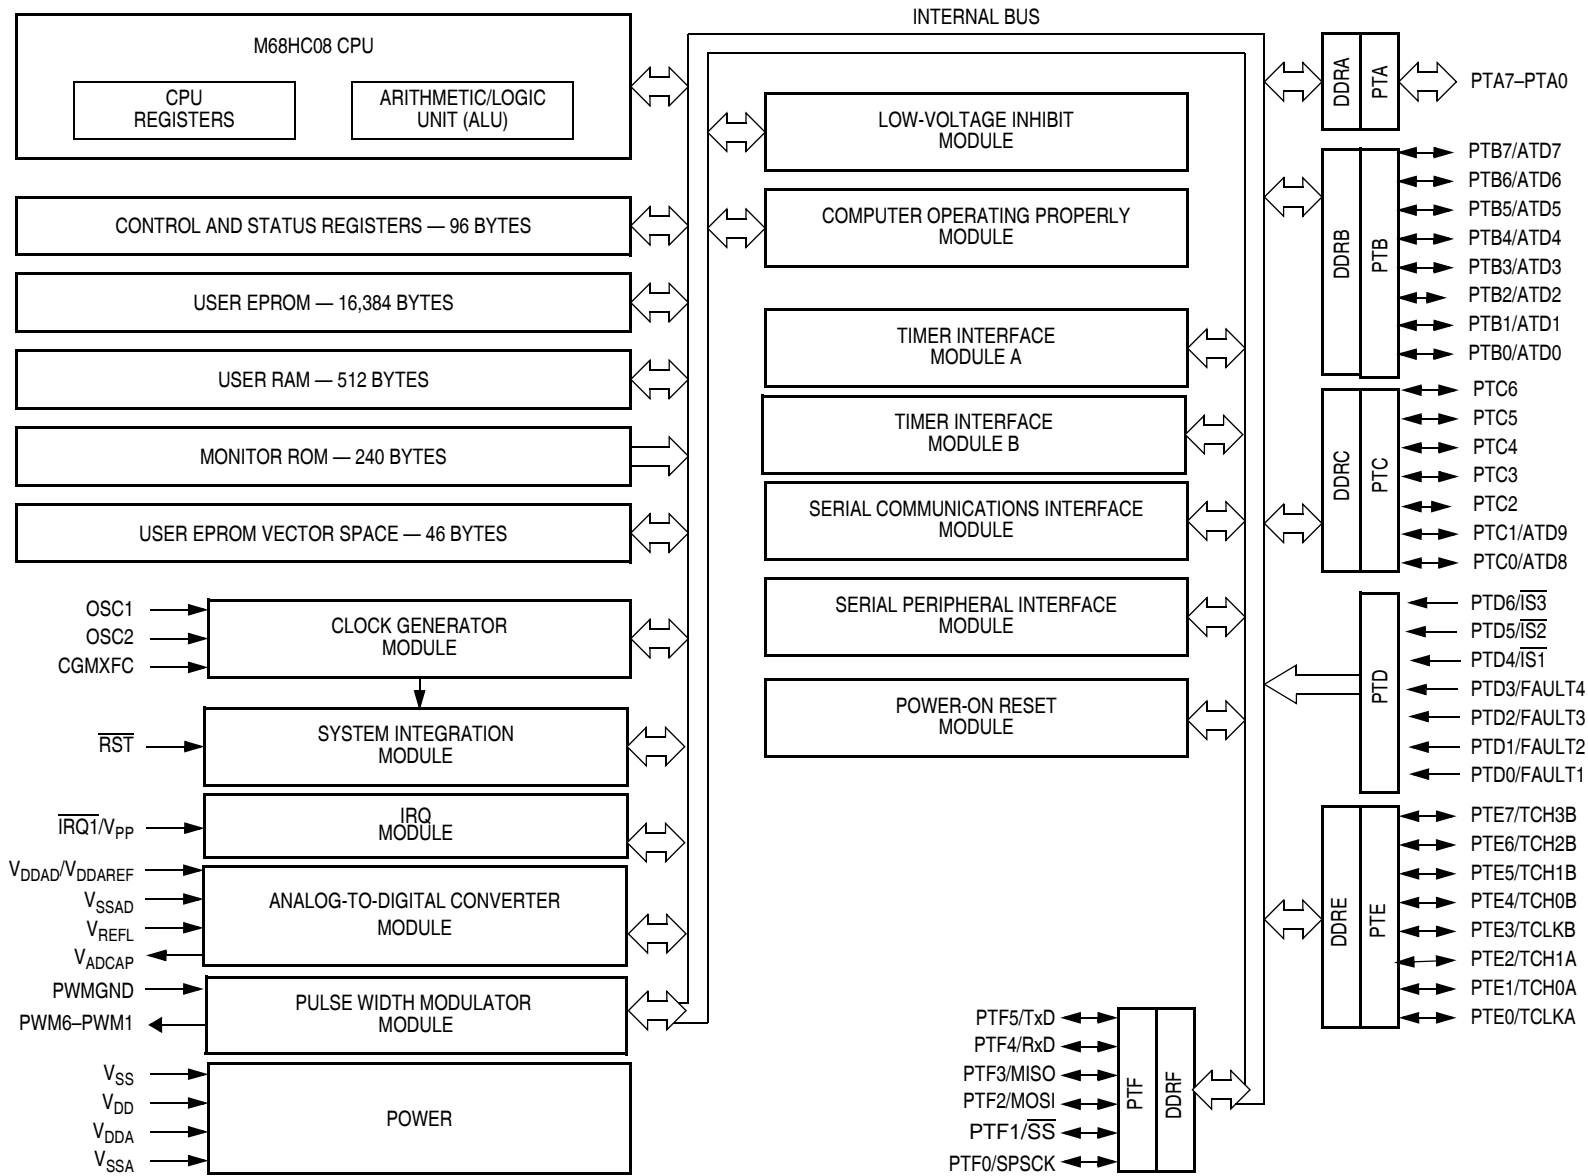 INTERNAL BUS
M68HC08 CPU
CPU
REGISTERS
ARITHMETIC/LOGIC
UNIT (ALU)
CONTROL AND STATUS REGISTERS — 96 BYTES
USER EPROM — 16,384 BYTES
USER RAM — 512 BYTES
MONITOR ROM — 240 BYTES
USER EPROM VECTOR SPACE — 46 BYTES
OSC1
OSC2
CGMXFC
CLOCK GENERATOR
MODULE
RST
SYSTEM INTEGRATION
MODULE
IRQ1/VPP
IRQ
MODULE
VDDAD/VDDAREF
VSSAD
VREFL
VADCAP
ANALOG-TO-DIGITAL CONVERTER
MODULE
PWMGND
PWM6–PWM1
PULSE WIDTH MODULATOR
MODULE
VSS
VDD
VDDA
VSSA
POWER
LOW-VOLTAGE INHIBIT
MODULE
COMPUTER OPERATING PROPERLY
MODULE
TIMER INTERFACE
MODULE A
TIMER INTERFACE
MODULE B
SERIAL COMMUNICATIONS INTERFACE
MODULE
SERIAL PERIPHERAL INTERFACE
MODULE
POWER-ON RESET
MODULE
PTF5/TxD
PTF4/RxD
PTF3/MISO
PTF2/MOSI
PTF1/SS
PTF0/SPSCK
PTF
DDRF
DDRA
PTA
PTA7–PTA0
DDRB
PTB
PTB7/ATD7
PTB6/ATD6
PTB5/ATD5
PTB4/ATD4
PTB3/ATD3
PTB2/ATD2
PTB1/ATD1
PTB0/ATD0
DDRC
PTC
PTC6
PTC5
PTC4
PTC3
PTC2
PTC1/ATD9
PTC0/ATD8
PTD
PTD6/IS3
PTD5/IS2
PTD4/IS1
PTD3/FAULT4
PTD2/FAULT3
PTD1/FAULT2
PTD0/FAULT1
DDRE
PTE
PTE7/TCH3B
PTE6/TCH2B
PTE5/TCH1B
PTE4/TCH0B
PTE3/TCLKB
PTE2/TCH1A
PTE1/TCH0A
PTE0/TCLKA